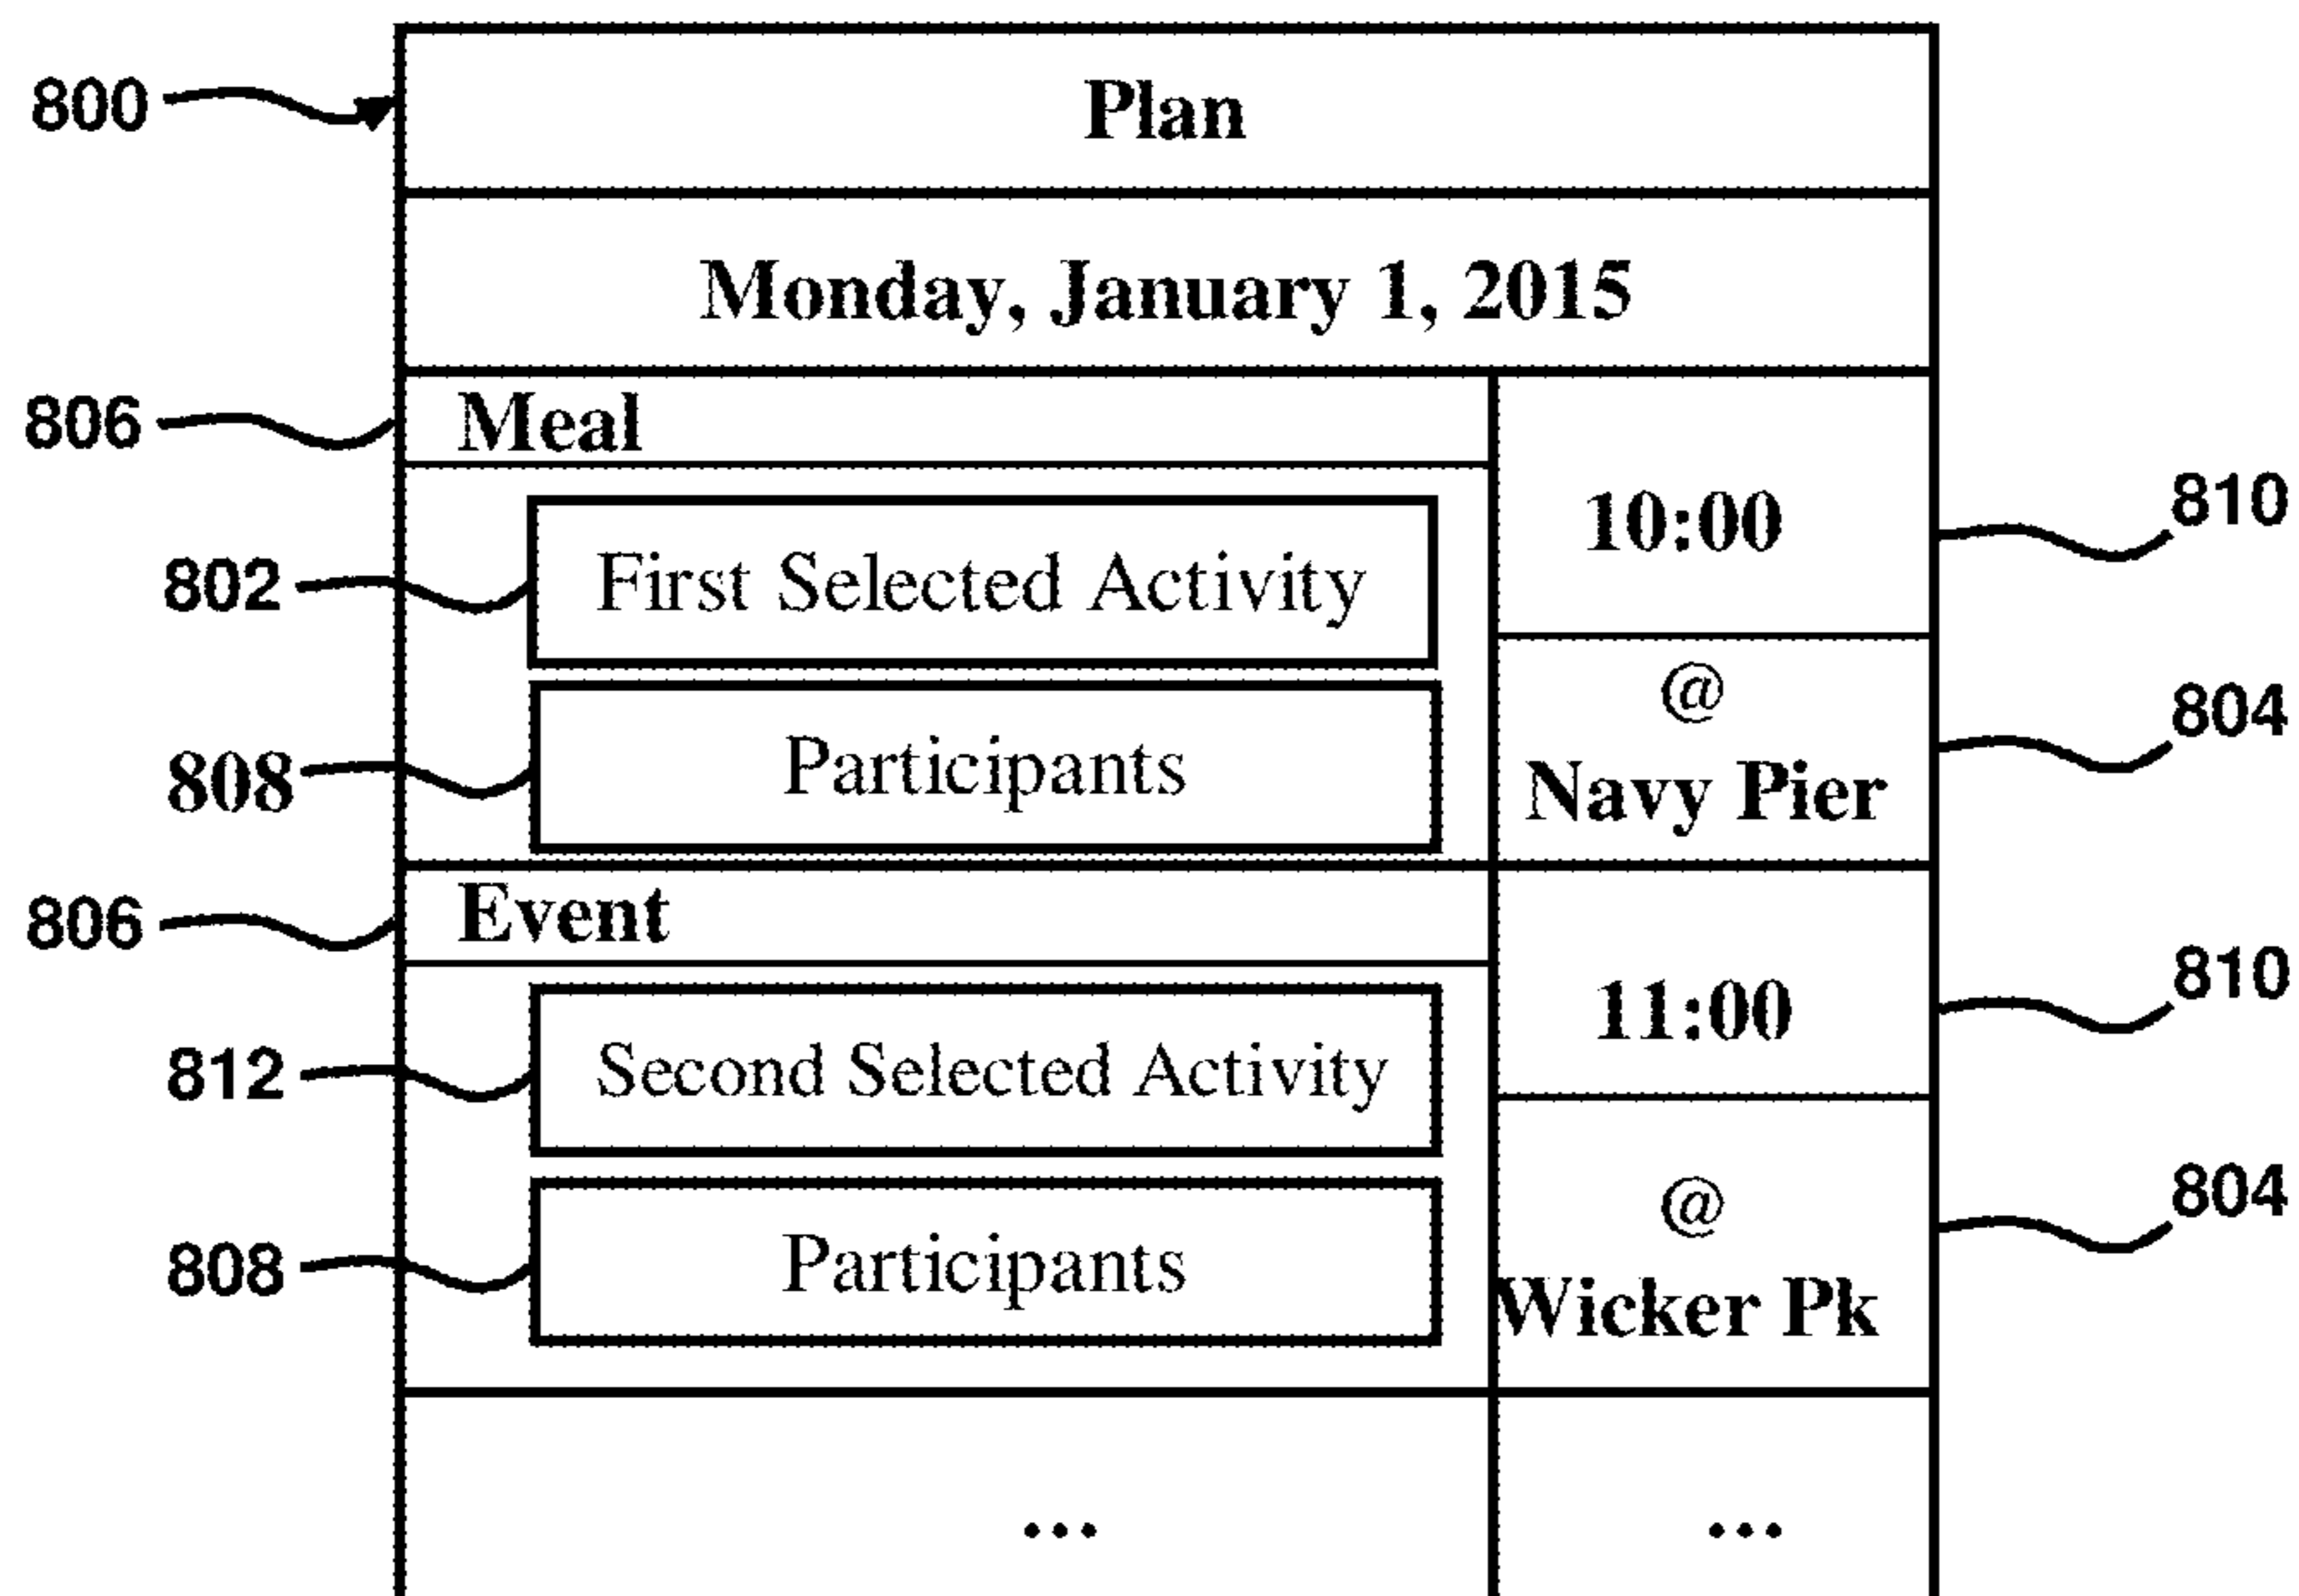 800
Plan
Monday, January 1, 2015
806
Meal
10:00
810
802
First Selected Activity
808
Participants
@
Navy Pier
804
806
Event
11:00
810
812
Second Selected Activity
808
Participants
@
Wicker Pk
804
...
...